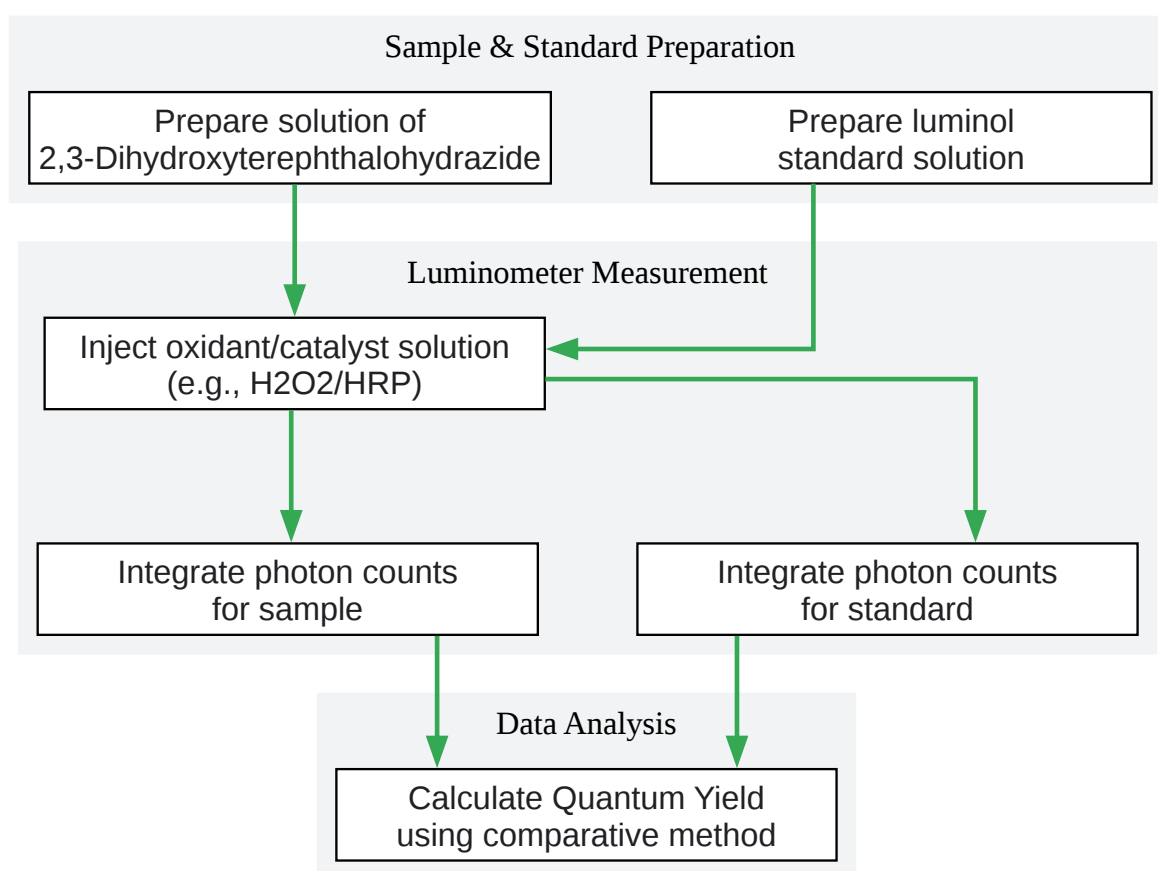 Sample & Standard Preparation
Prepare solution of
2,3-Dihydroxyterephthalohydrazide
Prepare luminol
standard solution
Luminometer Measurement
Inject oxidant/catalyst solution
(e.g., H2O2/HRP)
Integrate photon counts
for sample
Integrate photon counts
for standard
Data Analysis
Calculate Quantum Yield
using comparative method